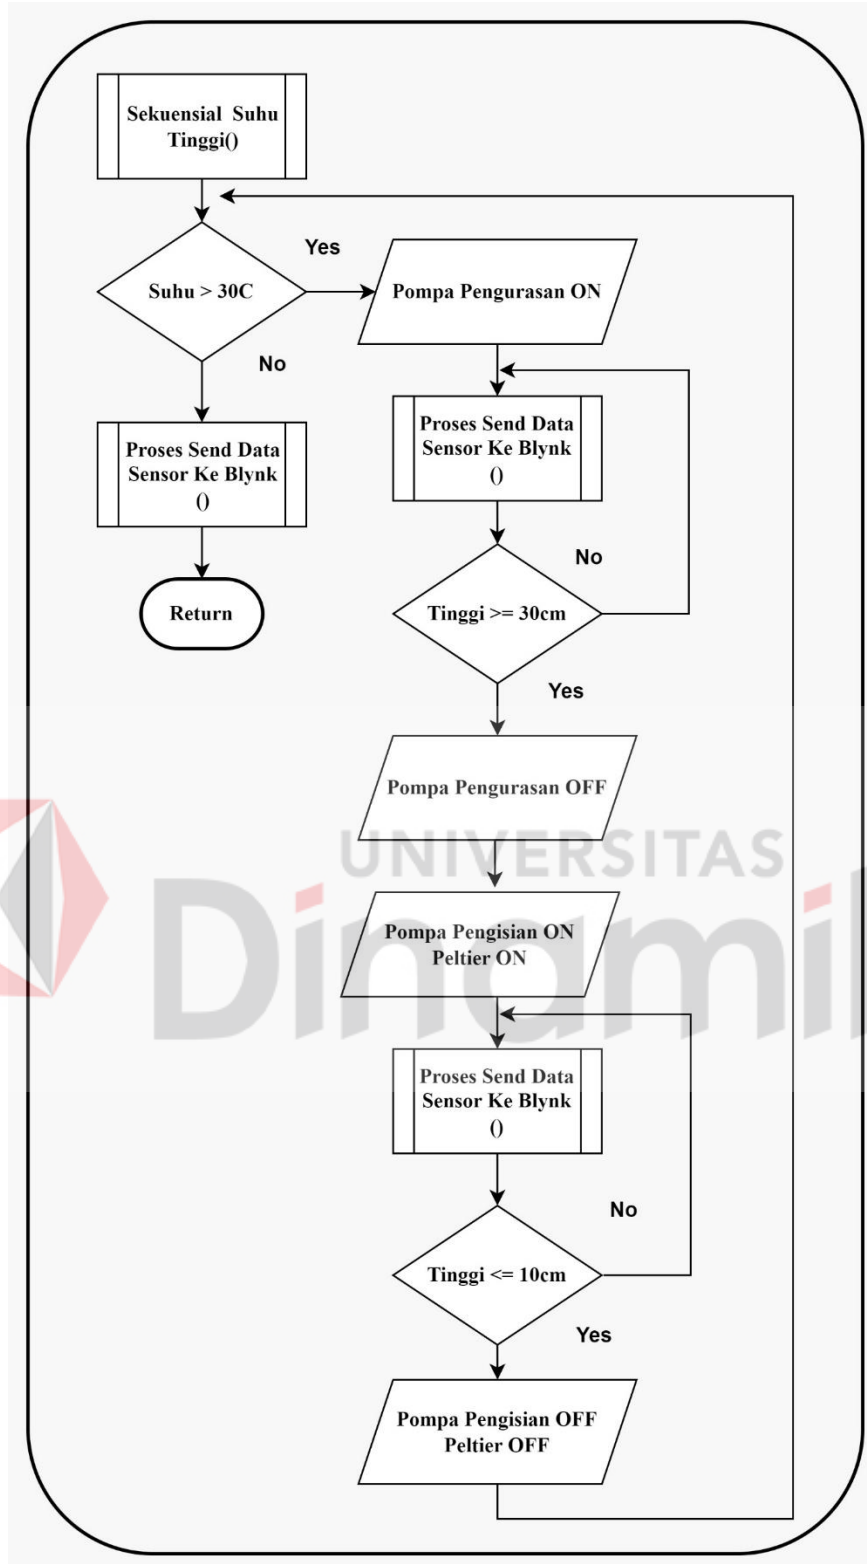 Sekuensial Suhu
Tinggi()
Suhu > 30C
Yes
Pompa Pengurasan ON
No
Proses Send Data
Sensor Ke Blynk
()
Return
Proses Send Data
Sensor Ke Blynk
()
No
Tinggi >= 30cm
Yes
Pompa Pengurasan OFF
UNIVERSITAS
Dinamik
Pompa Pengisian ON
Peltier ON
Proses Send Data
Sensor Ke Blynk
()
No
Tinggi <= 10cm
Yes
Pompa Pengisian OFF
Peltier OFF